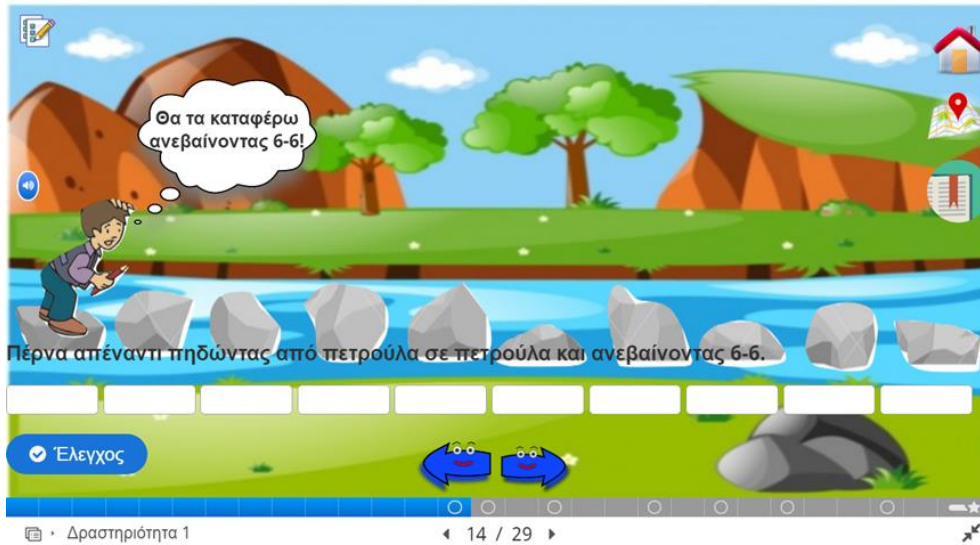 Θα τα καταφέρω
ανεβαίνοντας 6-6!
Πέρνα απέναντι πηδώντας από πετρούλα σε πετρούλα και ανεβαίνοντας 6-6.
Έλεγχος
Δραστηριότητα 1
14 / 29